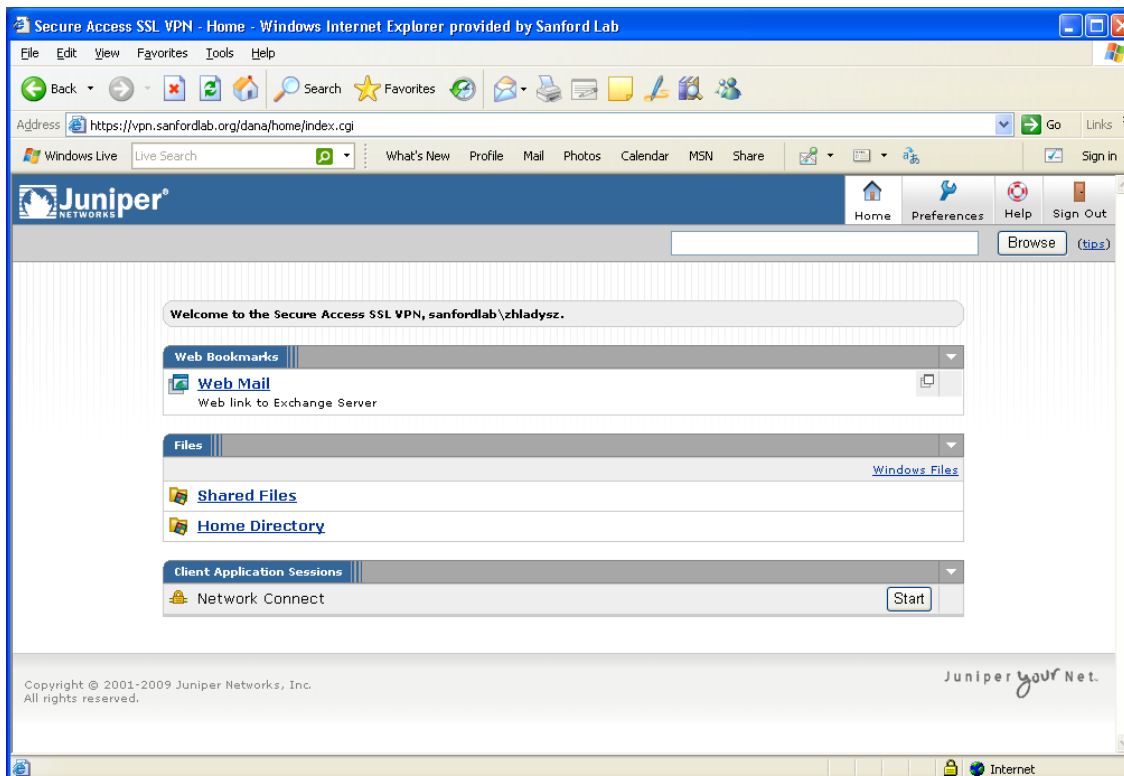 Secure Access SSL VPN - Home - Windows Internet Explorer provided by Sanford Lab
File Edit View Favorites Tools Help
Back Search Favorites
Address https://vpn.sanfordlab.org/dana/home/index.cgi Go Links
Windows Live Live Search What's New Profile Mail Photos Calendar MSN Share Sign in
Juniper®
NETWORKS
Home Preferences Help Sign Out
Browse (tips)
Welcome to the Secure Access SSL VPN, sanfordlab\zhladysz.
Web Bookmarks
Web Mail
Web link to Exchange Server
Files
Windows Files
Shared Files
Home Directory
Client Application Sessions
Network Connect Start
Copyright © 2001-2009 Juniper Networks, Inc.
All rights reserved.
Juniper your Net.
Internet